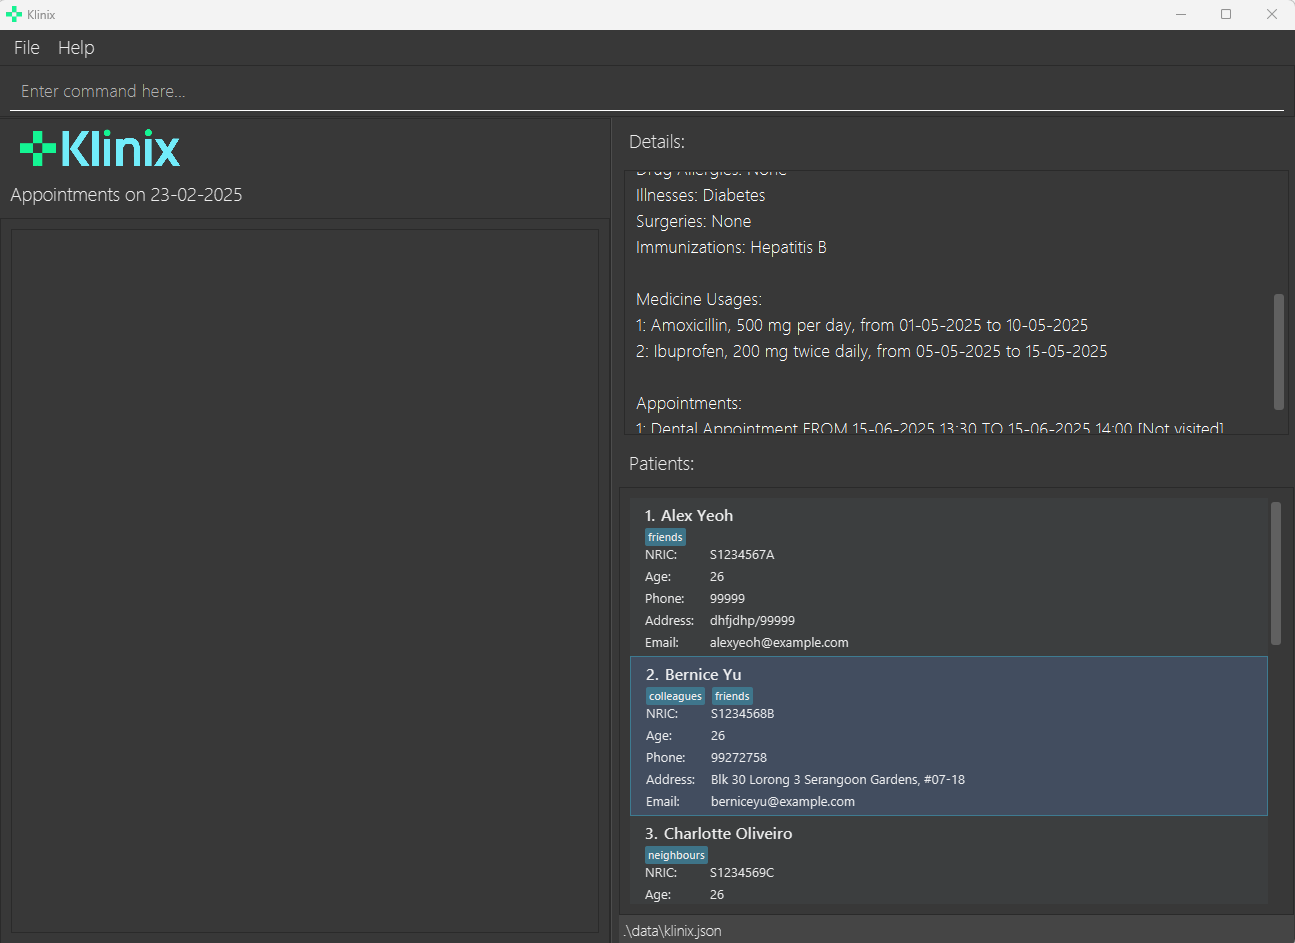 Klinix
File Help
Enter command here...
Klinix
Appointments on 23-02-2025
Details:
Drug Allergies: None
Illnesses: Diabetes
Surgeries: None
Immunizations: Hepatitis B
Medicine Usages:
1: Amoxicillin, 500 mg per day, from 01-05-2025 to 10-05-2025
2: Ibuprofen, 200 mg twice daily, from 05-05-2025 to 15-05-2025
Appointments:
1: Dental Appointment FROM 15-06-2025 13:30 TO 15-06-2025 14:00 [Not visited]
Patients:
1. Alex Yeoh
friends
NRIC: S1234567A
Age: 26
Phone: 99999
Address: dhfjdhp/99999
Email: alexyeoh@example.com
2. Bernice Yu
colleagues friends
NRIC: S1234568B
Age: 26
Phone: 99272758
Address: Blk 30 Lorong 3 Serangoon Gardens, #07-18
Email: berniceyu@example.com
3. Charlotte Oliveiro
neighbours
NRIC: S1234569C
Age: 26
.\data\klinix.json